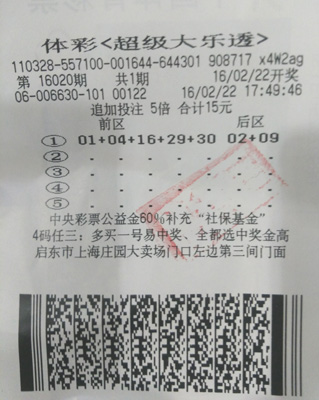 体彩<超级大乐透>
110328-557100-001644-644301 908717 x4W2ag
第 16020期 共1期 16/02/22开奖
06-006630-101 00122 16/02/22 17:49:46
追加投注 5倍 合计15元
前区 后区
① 01+04+16+29+30 02+09
② - - - - - - -
③ - - - - - - -
④ - - - - - - -
⑤ - - - - - - -
中央彩票公益金60%补充“社保基金”
4码任三：多买一号易中奖、全都选中奖金高
启东市上海庄园大卖场门口左边第三间门面